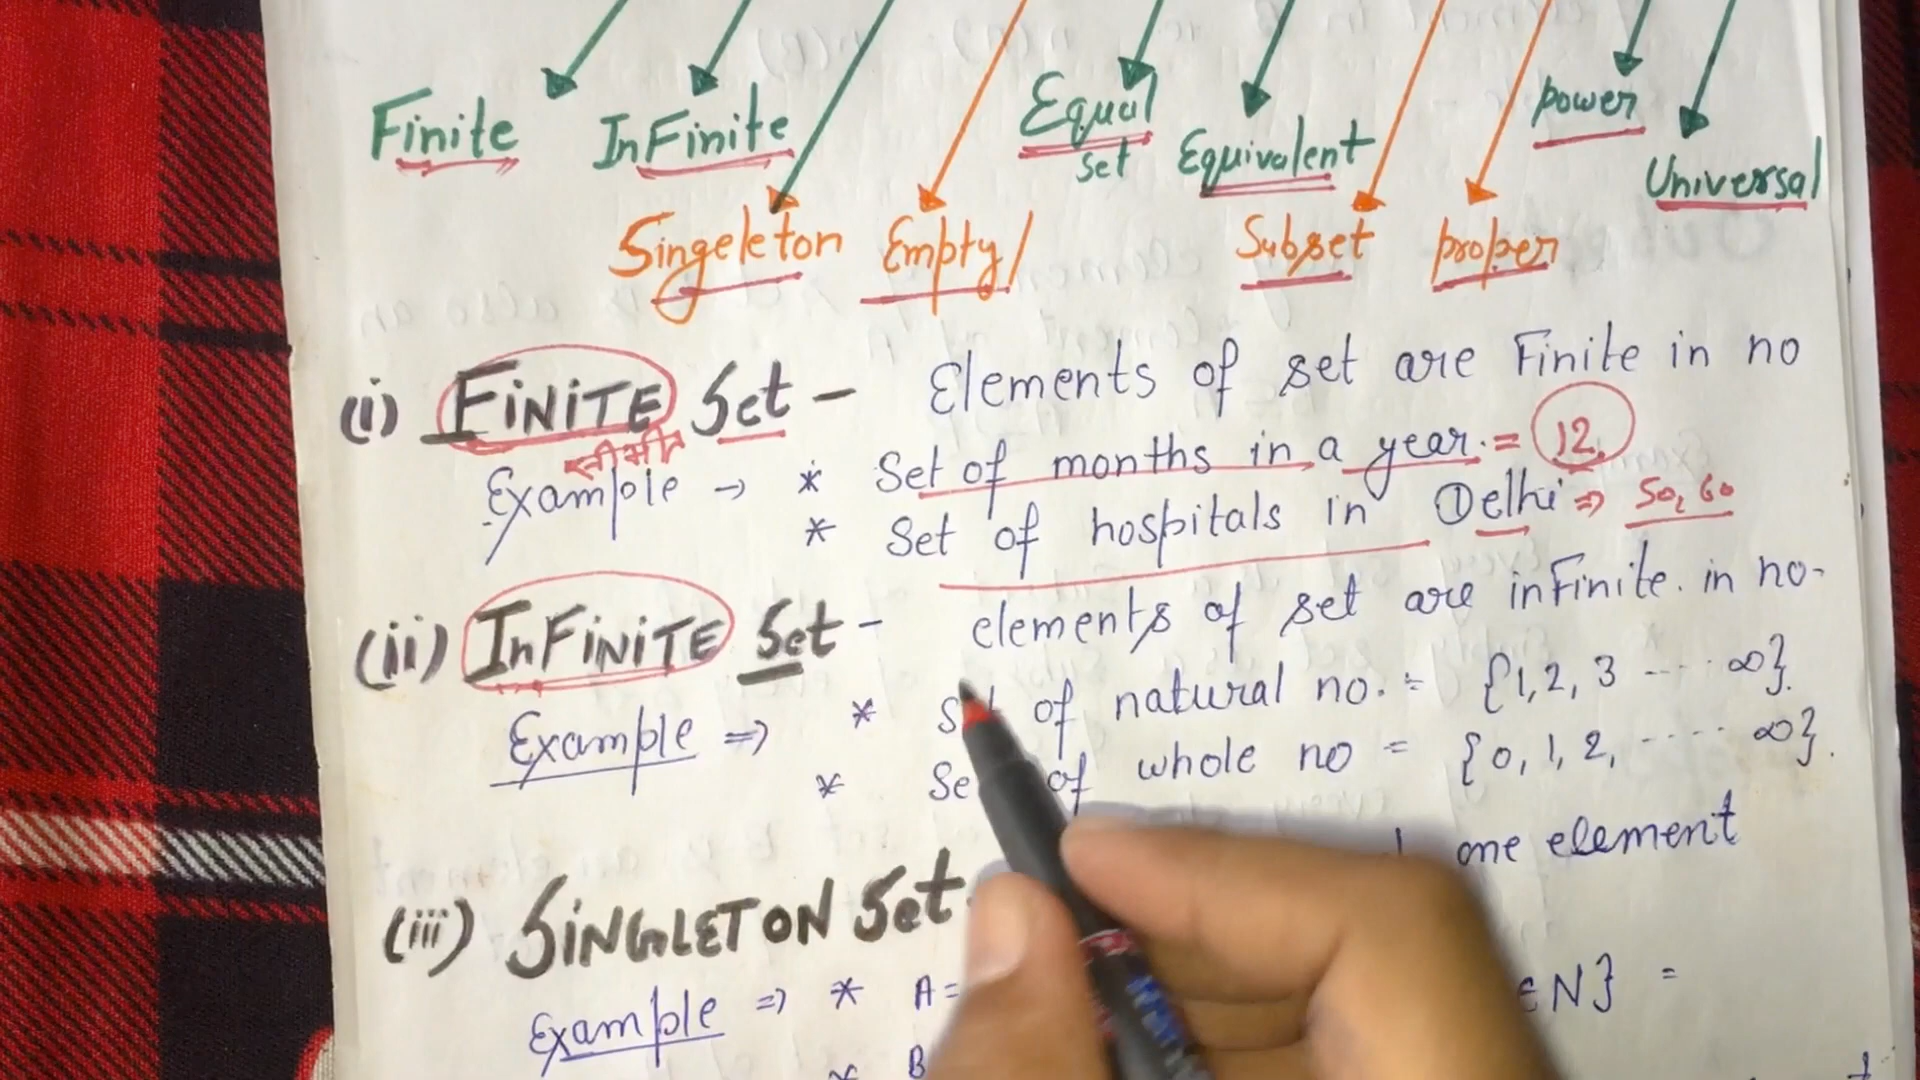 Finite InFinite Equal set Equivalent power Universal
Singeleton Empty/ Subset proper
(i) FiNiTE Set - Elements of set are Finite in no
Example → * Set of months in a year. = 12.
* Set of hospitals in Delhi ⇒ 50, 60
(ii) InFiNiTE Set - elements of set are inFinite. in no-
Example => * of natural no. = {1, 2, 3 --- ∞}.
* of whole no = {0, 1, 2, ----- ∞}.
(iii) SiNGLETON Set- one element
Example => * A= ∈N} =
* B